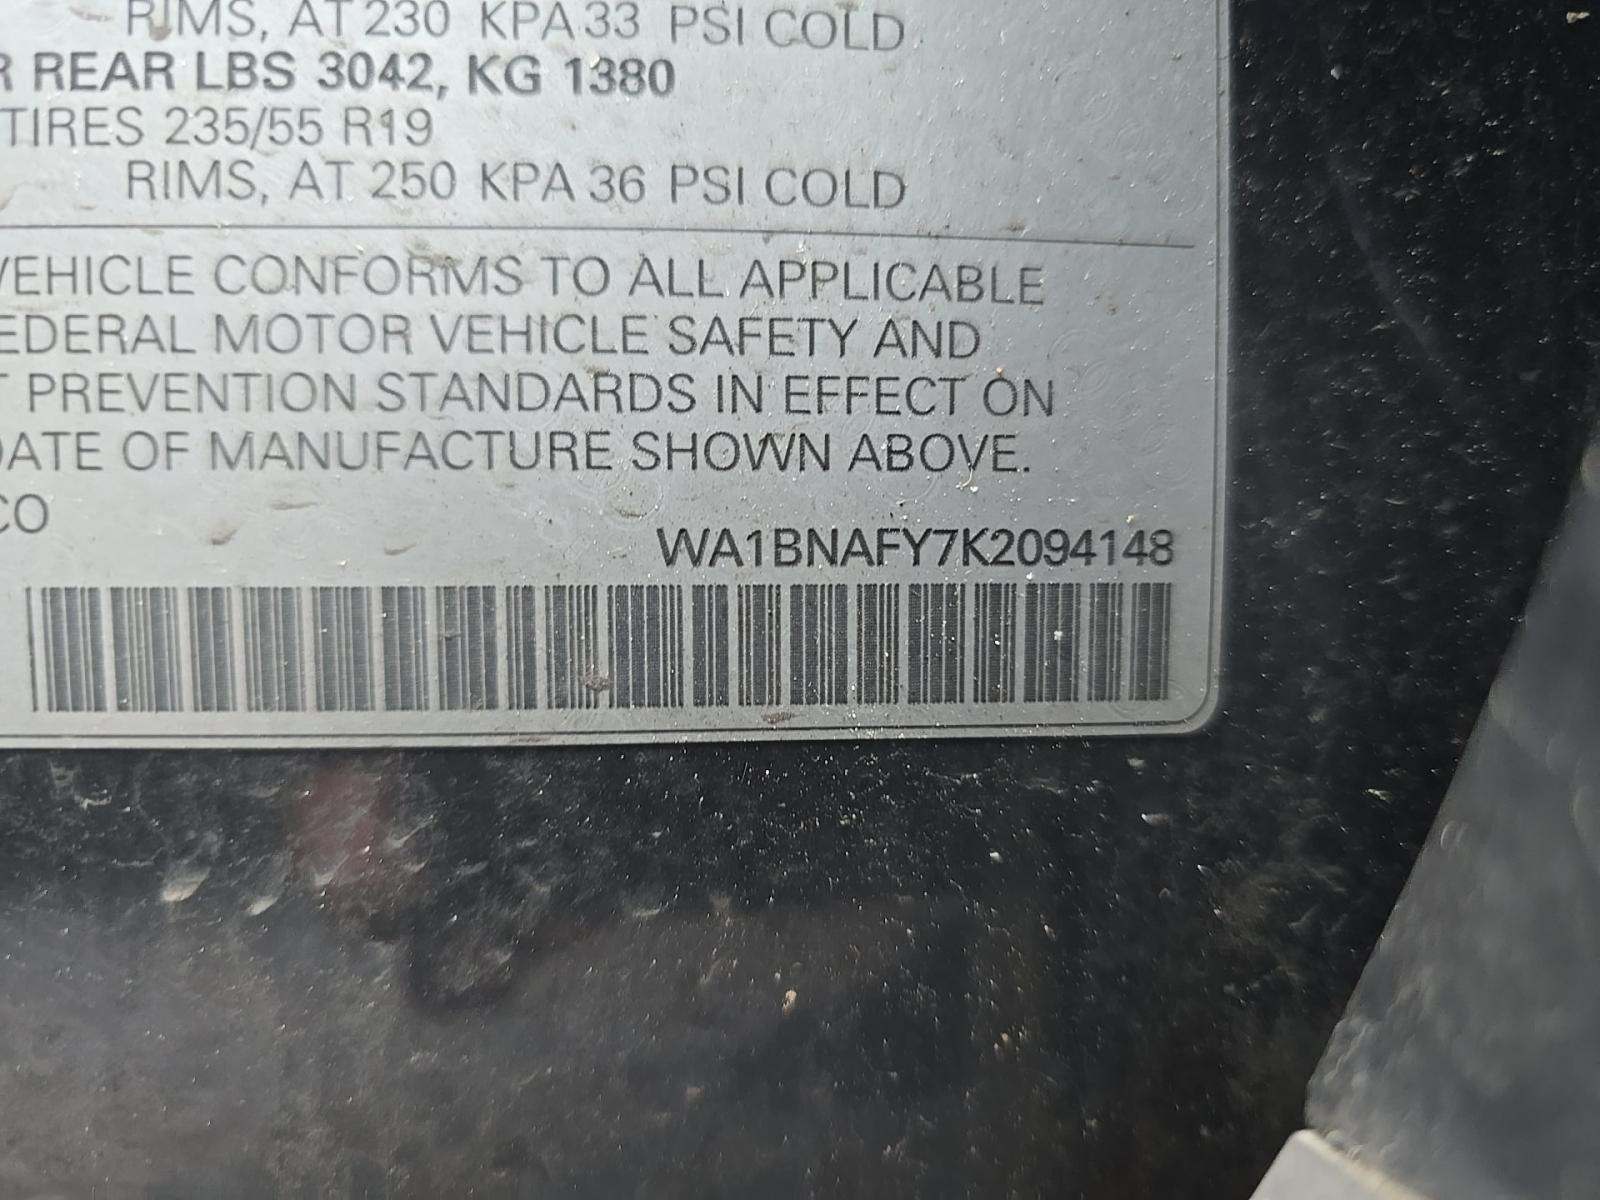 RIMS, AT 230 KPA 33 PSI COLD
R REAR LBS 3042, KG 1380
TIRES 235/55 R19
RIMS, AT 250 KPA 36 PSI COLD
VEHICLE CONFORMS TO ALL APPLICABLE
EDERAL MOTOR VEHICLE SAFETY AND
T PREVENTION STANDARDS IN EFFECT ON
DATE OF MANUFACTURE SHOWN ABOVE.
CO
WA1BNAFY7K2094148